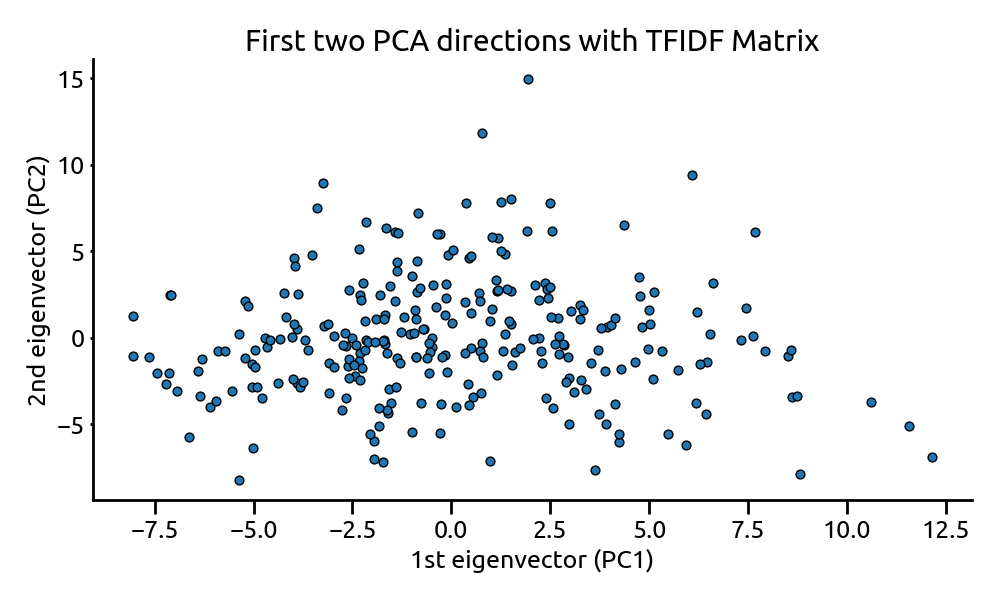 First two PCA directions with TFIDF Matrix
15
10
5
0
−5
2nd eigenvector (PC2)
−7.5 −5.0 −2.5 0.0 2.5 5.0 7.5 10.0 12.5
1st eigenvector (PC1)